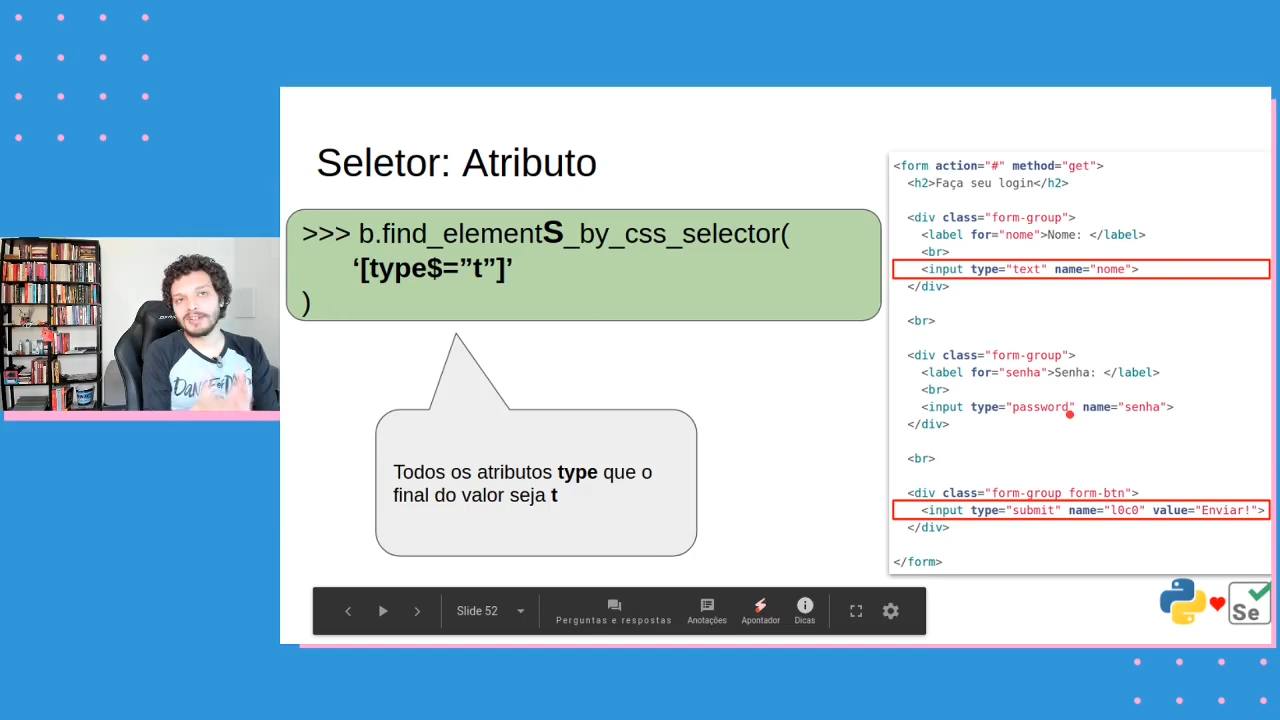 Seletor: Atributo
>>> b.find_elementS_by_css_selector(
‘[type$=”t”]’
)
Todos os atributos type que o
final do valor seja t
<form action="#" method="get">
<h2>Faça seu login</h2>
<div class="form-group">
<label for="nome">Nome: </label>
<br>
<input type="text" name="nome">
</div>
<br>
<div class="form-group">
<label for="senha">Senha: </label>
<br>
<input type="password" name="senha">
</div>
<br>
<div class="form-group form-btn">
<input type="submit" name="l0c0" value="Enviar!">
</div>
</form>
Se
DANCE OF DAYS
Slide 52
Perguntas e respostas
Anotações
Apontador
Dicas